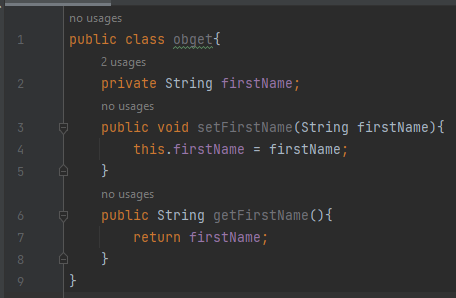 no usages
1 public class obget{
2 usages
2 private String firstName;
no usages
3 public void setFirstName(String firstName){
4 this.firstName = firstName;
5 }
no usages
6 public String getFirstName(){
7 return firstName;
8 }
9 }